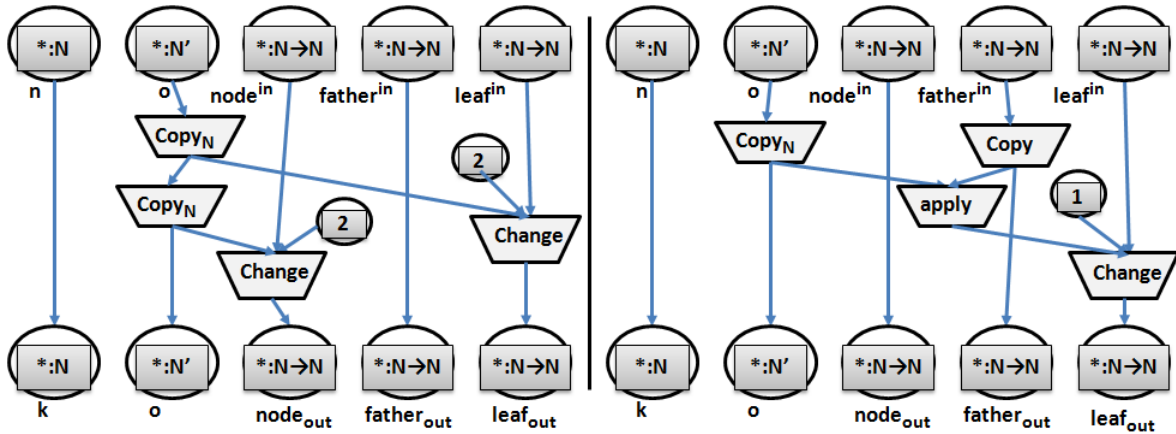 *:N *:N' *:N→N *:N→N *:N→N *:N *:N' *:N→N *:N→N *:N→N
n o node^in father^in leaf^in n o node^in father^in leaf^in
Copy_N Copy_N Copy
2
Copy_N apply 1
2 Change
Change Change
*:N *:N' *:N→N *:N→N *:N→N *:N *:N' *:N→N *:N→N *:N→N
k o node_out father_out leaf_out k o node_out father_out leaf_out